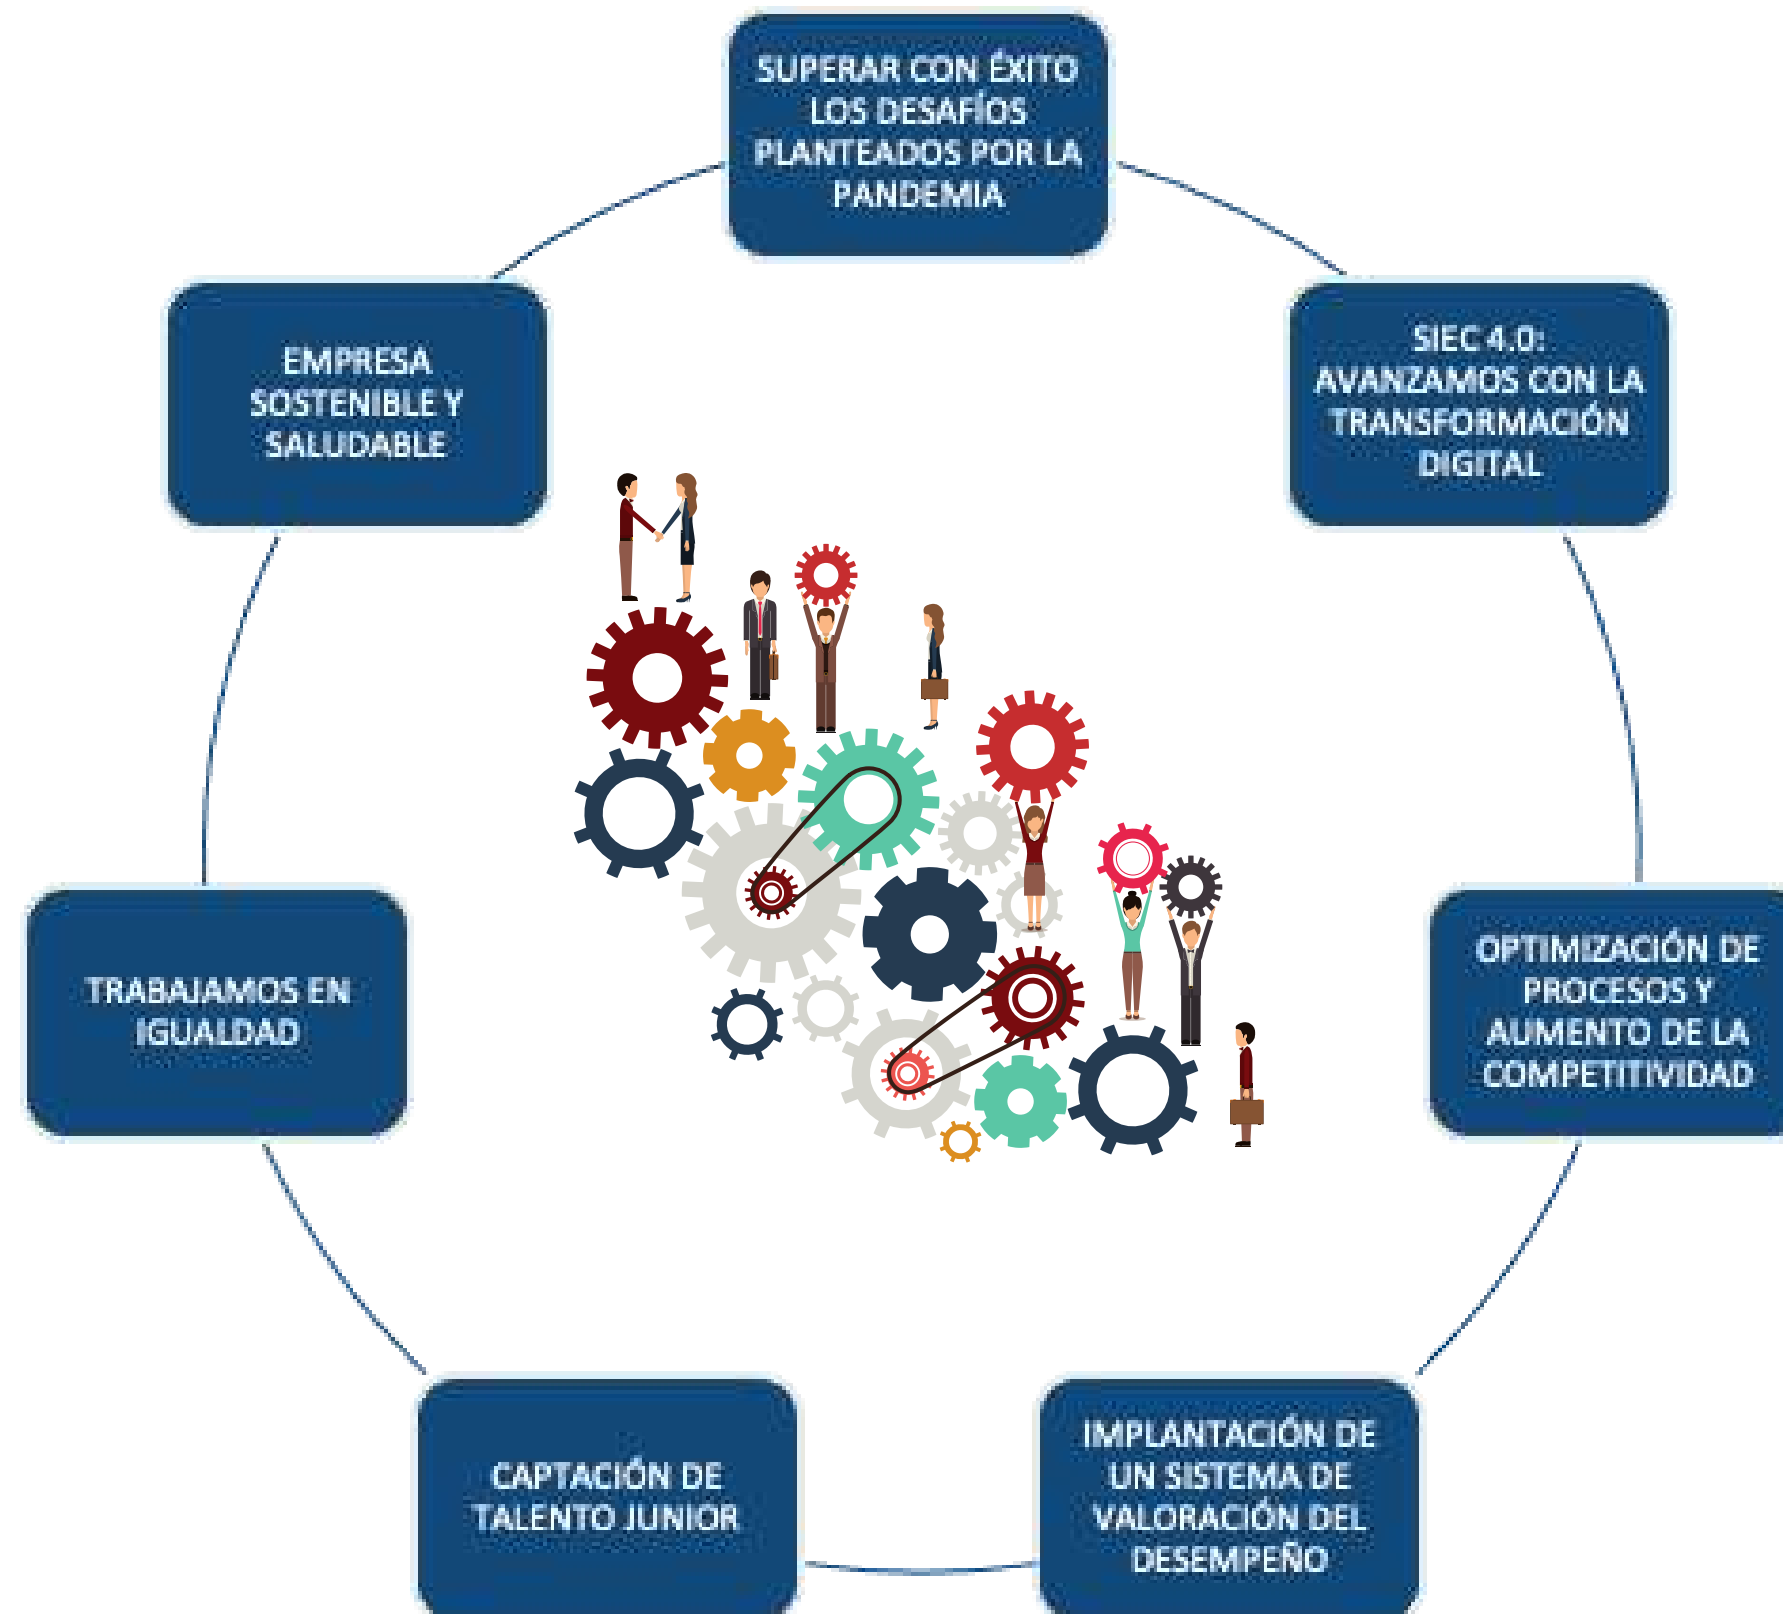 SUPERAR CON ÉXITO
LOS DESAFÍOS
PLANTEADOS POR LA
PANDEMIA
SIEC 4.0:
AVANZAMOS CON LA
TRANSFORMACIÓN
DIGITAL
OPTIMIZACIÓN DE
PROCESOS Y
AUMENTO DE LA
COMPETITIVIDAD
IMPLANTACIÓN DE
UN SISTEMA DE
VALORACIÓN DEL
DESEMPEÑO
CAPTACIÓN DE
TALENTO JUNIOR
TRABAJAMOS EN
IGUALDAD
EMPRESA
SOSTENIBLE Y
SALUDABLE